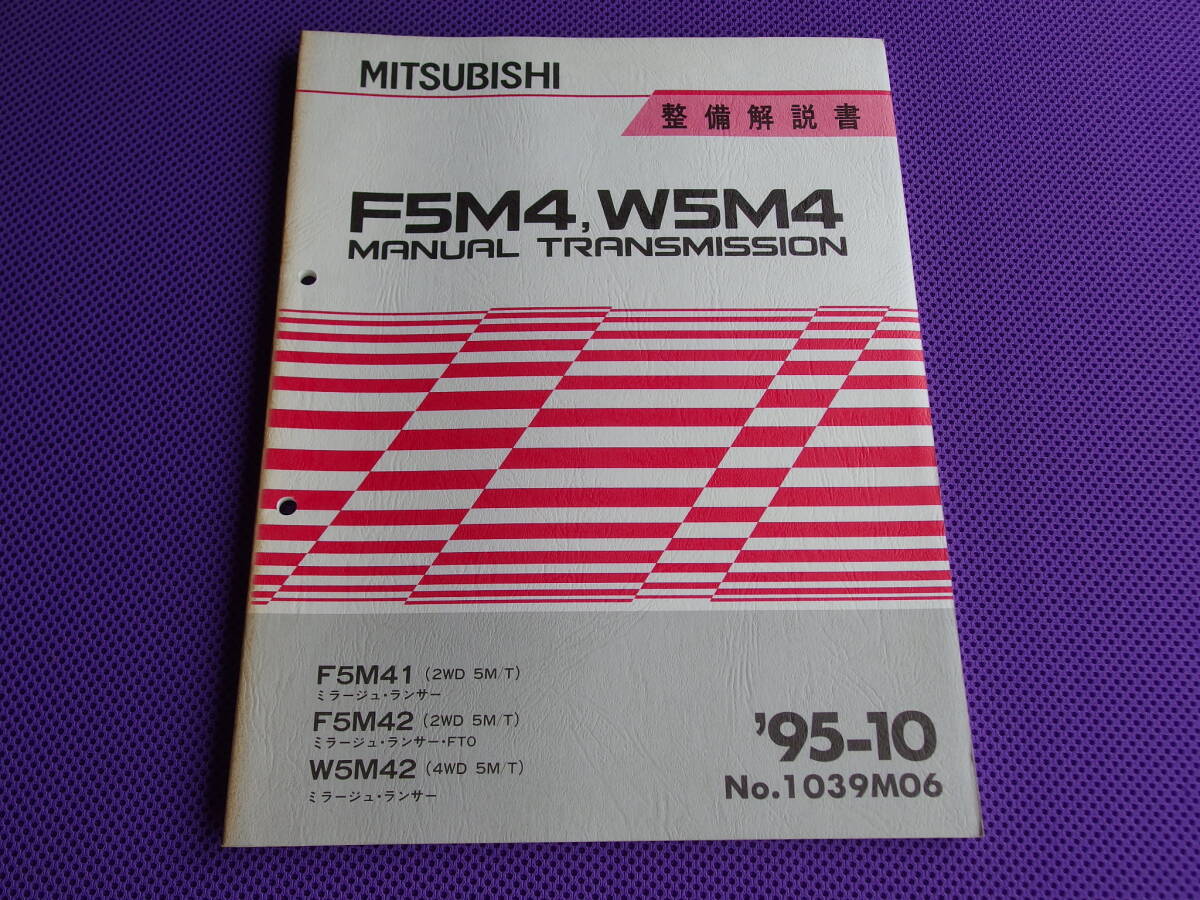 MITSUBISHI
整備解説書
F5M4, W5M4
MANUAL TRANSMISSION
F5M41 (2WD 5M/T)
ミラージュ・ランサー
F5M42 (2WD 5M/T)
ミラージュ・ランサー・FTO
W5M42 (4WD 5M/T)
ミラージュ・ランサー
'95-10
No.1039M06